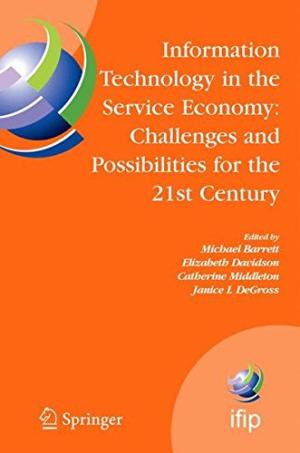 Information
Technology in the
Service Economy:
Challenges and
Possibilities for the
21st Century
Edited by
Michael Barrett
Elizabeth Davidson
Catherine Middleton
Janice I. DeGross
Springer
ifip